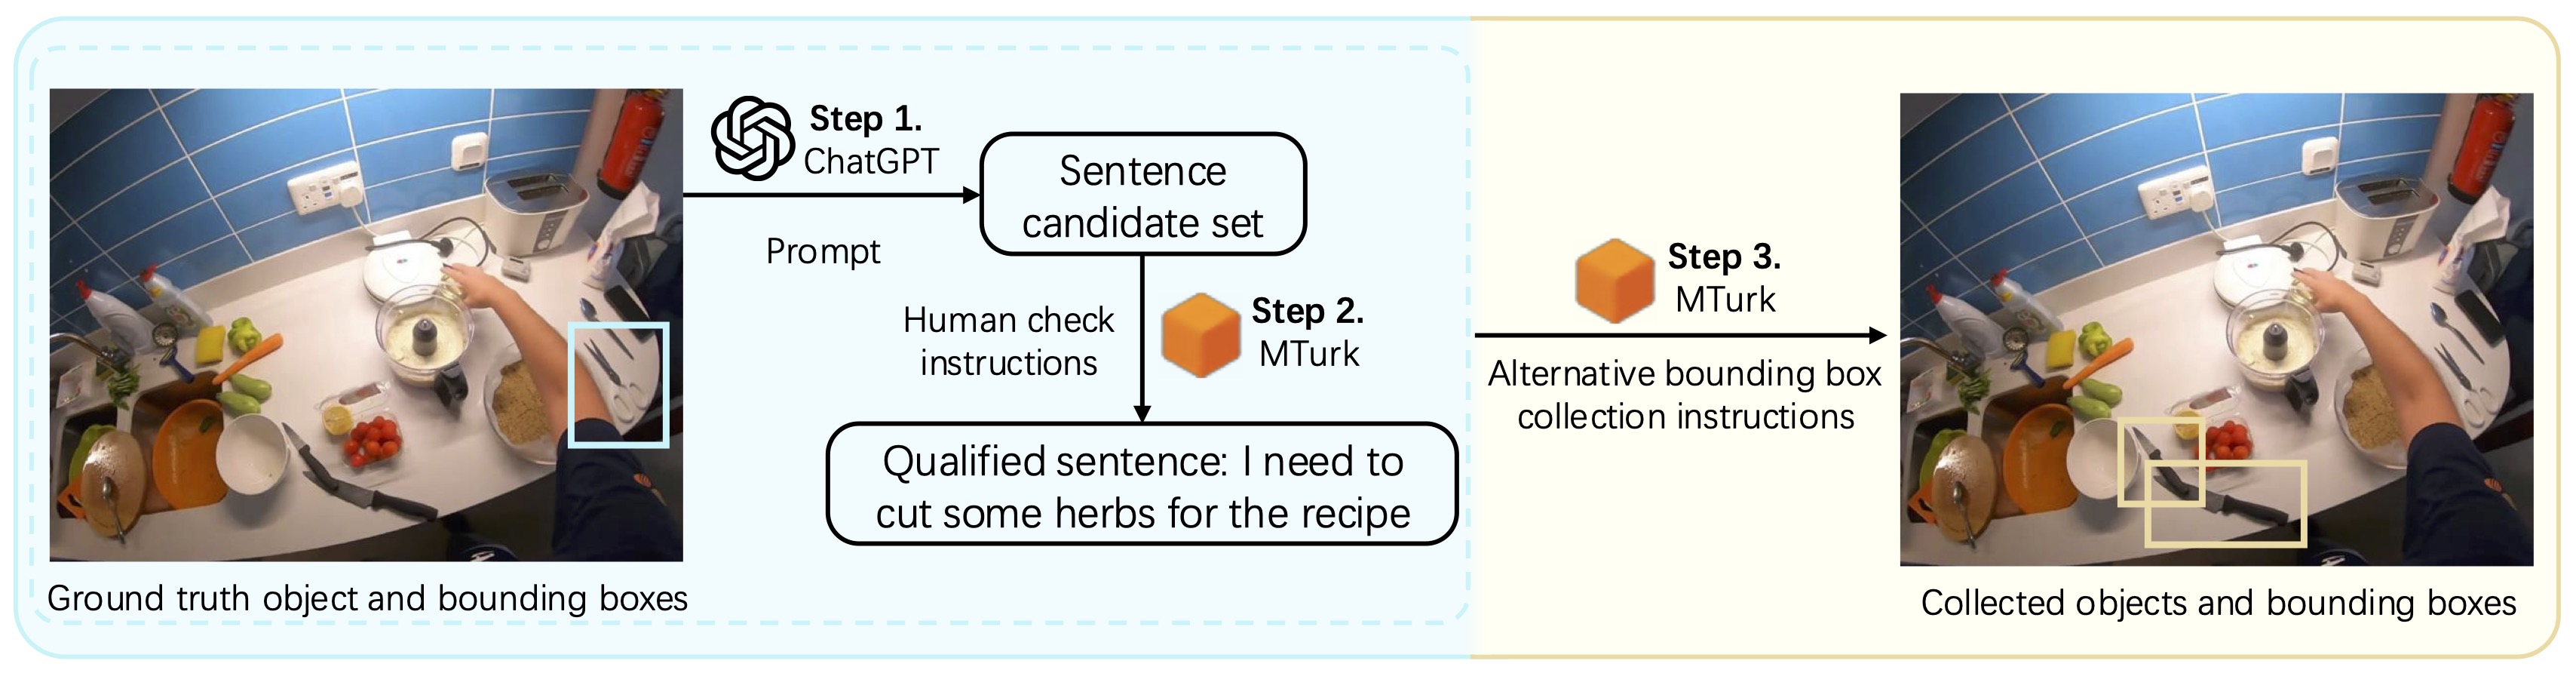 Step 1.
ChatGPT
Prompt
Sentence
candidate set
Human check
instructions
Step 2.
MTurk
Qualified sentence: I need to
cut some herbs for the recipe
Ground truth object and bounding boxes
Step 3.
MTurk
Alternative bounding box
collection instructions
Collected objects and bounding boxes